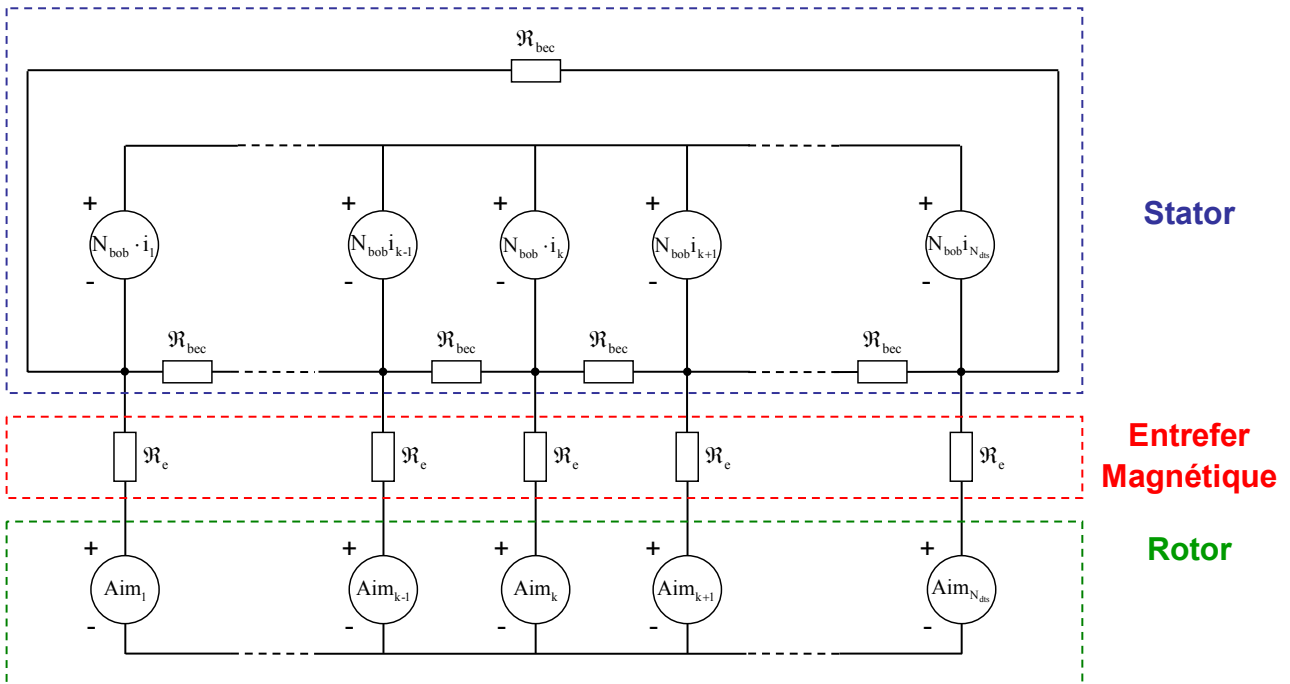 ℜbec
+ + + + +
Nbob · i1 Nbobik-1 Nbob · ik Nbobik+1 NbobiNdts
Stator
- - - - -
ℜbec ℜbec ℜbec ℜbec
ℜe ℜe ℜe ℜe ℜe
Entrefer
Magnétique
+ + + + +
Rotor
Aim1 Aimk-1 Aimk Aimk+1 AimNdts
- - - - -